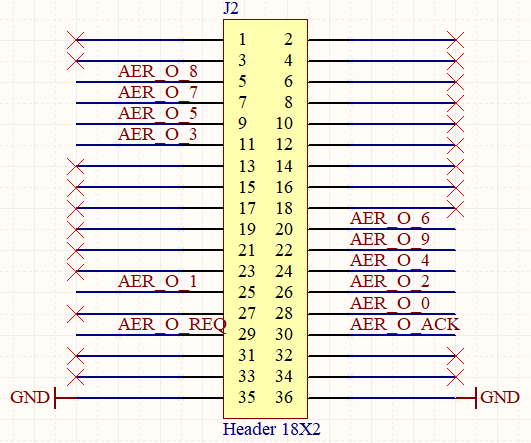 J2
1 2
3 4
AER_O_8 5 6
AER_O_7 7 8
AER_O_5 9 10
AER_O_3 11 12
13 14
15 16
17 18
19 20 AER_O_6
21 22 AER_O_9
23 24 AER_O_4
AER_O_1 25 26 AER_O_2
27 28 AER_O_0
AER_O_REQ 29 30 AER_O_ACK
31 32
33 34
GND 35 36 GND
Header 18X2